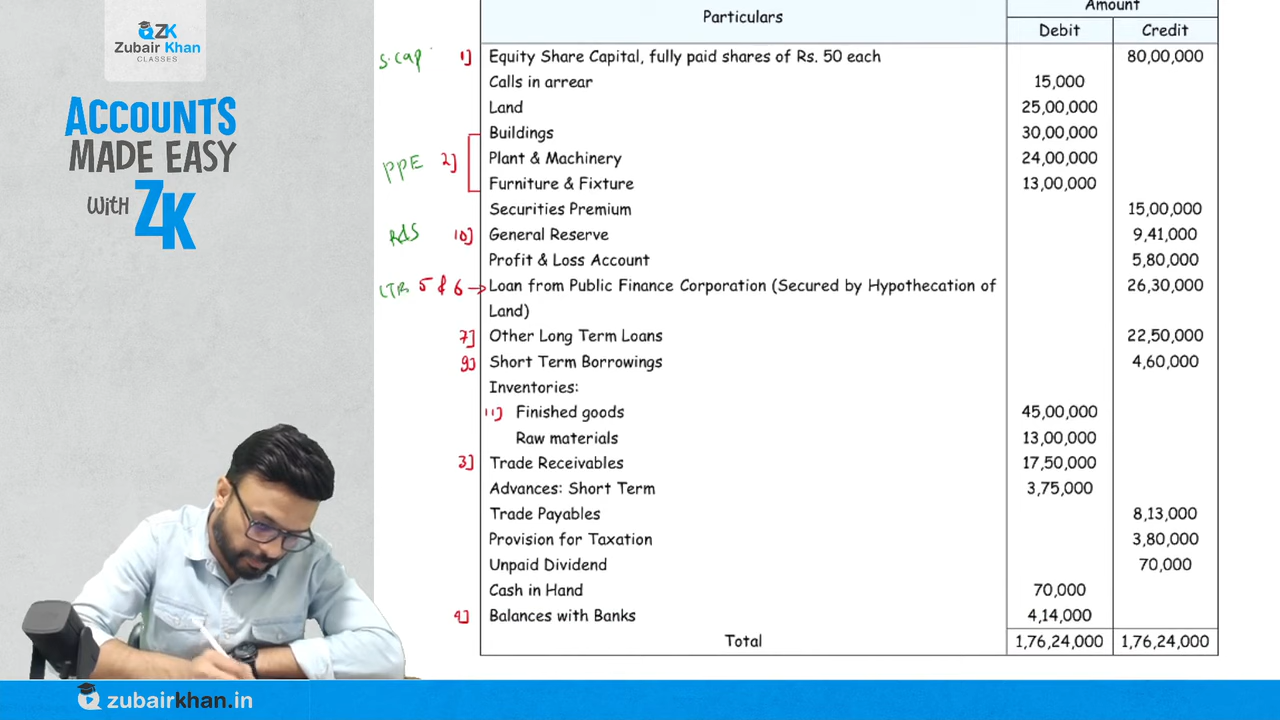 ZK
Zubair Khan
CLASSES
ACCOUNTS
MADE EASY
WITH ZK
Particulars Amount
Debit Credit
S.Cap 1] Equity Share Capital, fully paid shares of Rs. 50 each 80,00,000
Calls in arrear 15,000
Land 25,00,000
Buildings 30,00,000
PPE 2] Plant & Machinery 24,00,000
Furniture & Fixture 13,00,000
Securities Premium 15,00,000
R&S 10] General Reserve 9,41,000
Profit & Loss Account 5,80,000
LTB 5 & 6 → Loan from Public Finance Corporation (Secured by Hypothecation of 26,30,000
Land)
7] Other Long Term Loans 22,50,000
9] Short Term Borrowings 4,60,000
Inventories:
11] Finished goods 45,00,000
Raw materials 13,00,000
3] Trade Receivables 17,50,000
Advances: Short Term 3,75,000
Trade Payables 8,13,000
Provision for Taxation 3,80,000
Unpaid Dividend 70,000
Cash in Hand 70,000
4] Balances with Banks 4,14,000
Total 1,76,24,000 1,76,24,000
zubairkhan.in